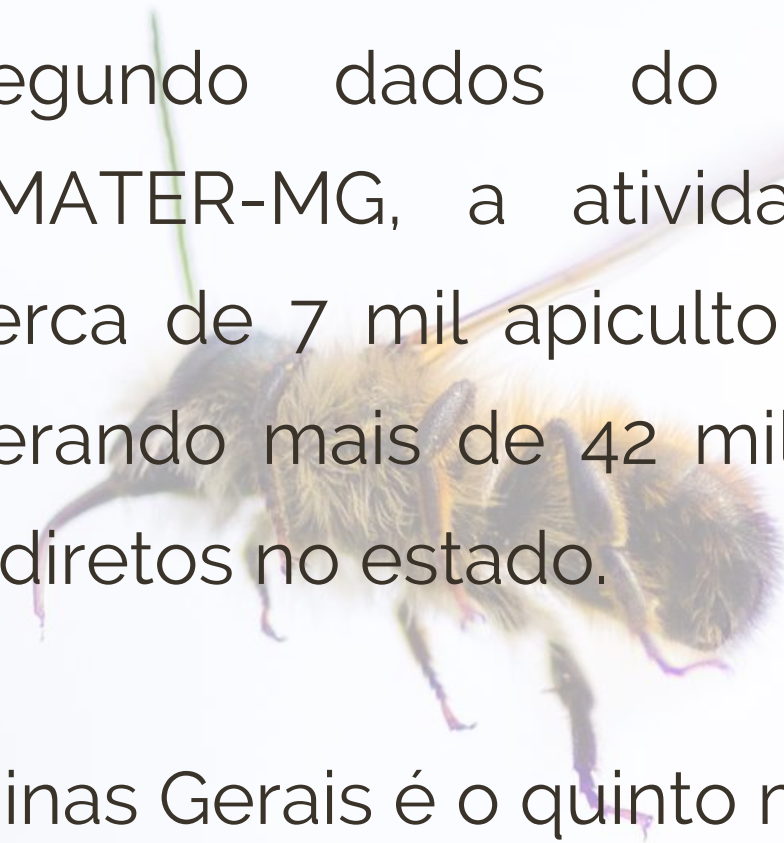 egundo dados do
MATER-MG, a ativida
erca de 7 mil apiculto
erando mais de 42 mil
diretos no estado.
inas Gerais é o quinto